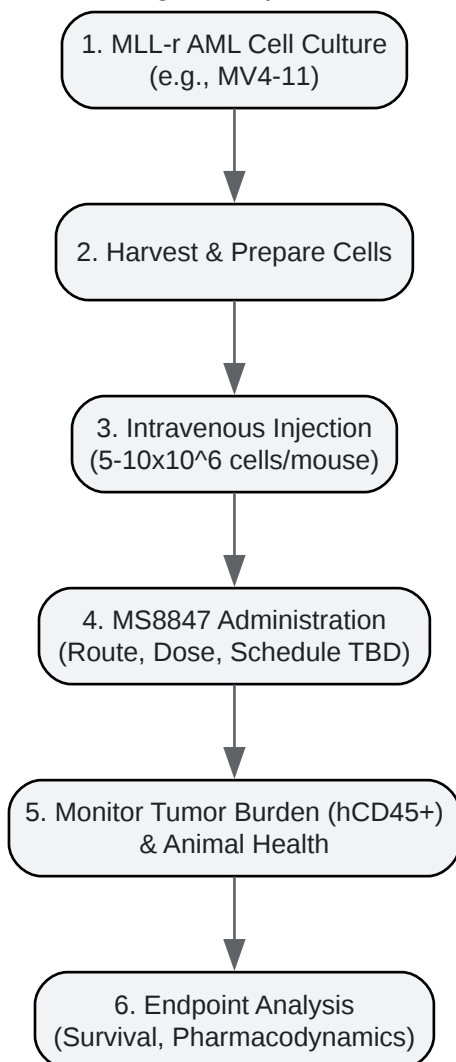 1. MLL-r AML Cell Culture
(e.g., MV4-11)
2. Harvest & Prepare Cells
3. Intravenous Injection
(5-10x10^6 cells/mouse)
4. MS8847 Administration
(Route, Dose, Schedule TBD)
5. Monitor Tumor Burden (hCD45+)
& Animal Health
6. Endpoint Analysis
(Survival, Pharmacodynamics)